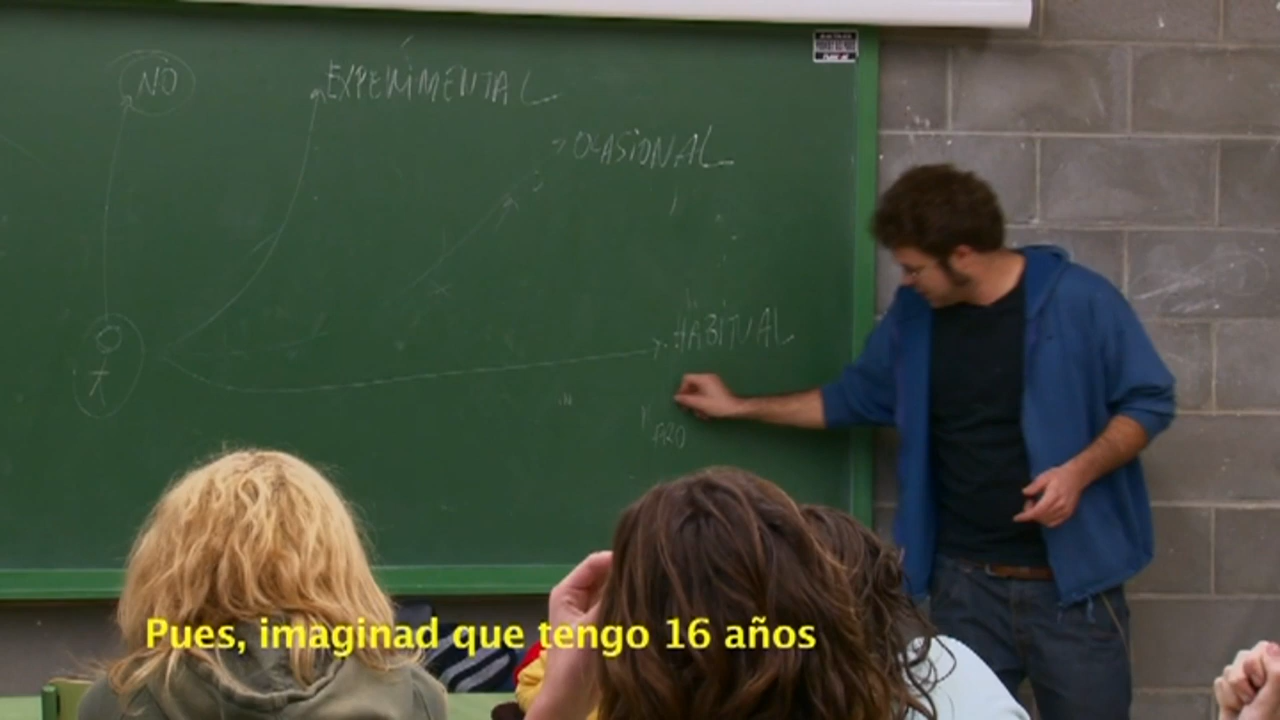 NO
EXPERIMENTAL
OCASIONAL
HABITUAL
Pues, imaginad que tengo 16 años